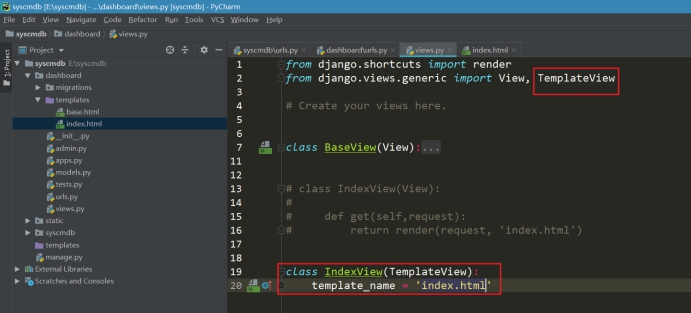 syscmdb [E:\syscmdb] - ...\dashboard\views.py [syscmdb] - PyCharm
File Edit View Navigate Code Refactor Run Tools VCS Window Help
syscmdb dashboard views.py
1: Project
Project
syscmdb E:\syscmdb
dashboard
migrations
templates
base.html
index.html
__init__.py
admin.py
apps.py
models.py
tests.py
urls.py
views.py
static
syscmdb
templates
manage.py
External Libraries
Scratches and Consoles
syscmdb\urls.py dashboard\urls.py views.py index.html
1 from django.shortcuts import render
2 from django.views.generic import View, TemplateView
3
4 # Create your views here.
5
6
7 class BaseView(View):...
11
12
13 # class IndexView(View):
14 #
15 # def get(self,request):
16 # return render(request, 'index.html')
17
18
19 class IndexView(TemplateView):
20 template_name = 'index.html'